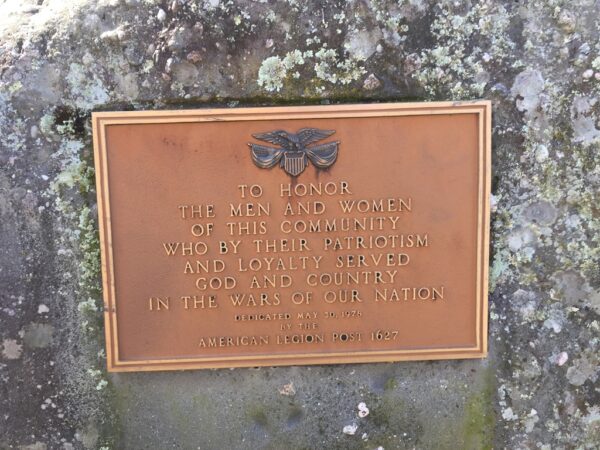 TO HONOR
THE MEN AND WOMEN
OF THIS COMMUNITY
WHO BY THEIR PATRIOTISM
AND LOYALTY SERVED
GOD AND COUNTRY
IN THE WARS OF OUR NATION
DEDICATED MAY 30, 1976
BY THE
AMERICAN LEGION POST 1627